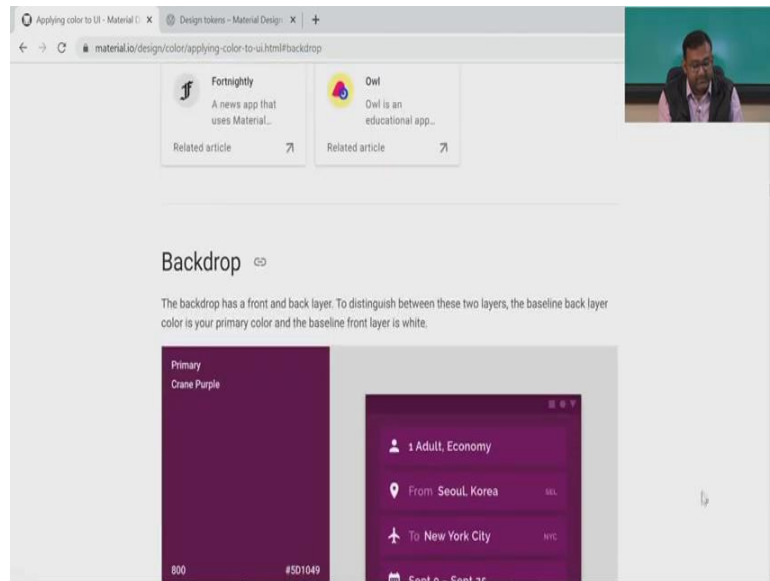 Applying color to UI - Material D
Design tokens – Material Design
material.io/design/color/applying-color-to-ui.html#backdrop
Fortnightly
A news app that
uses Material...
Related article
Owl
Owl is an
educational app...
Related article
Backdrop
The backdrop has a front and back layer. To distinguish between these two layers, the baseline back layer
color is your primary color and the baseline front layer is white.
Primary
Crane Purple
800 #5D1049
1 Adult, Economy
From Seoul, Korea SEL
To New York City NYC
Sept 9 – Sept 25